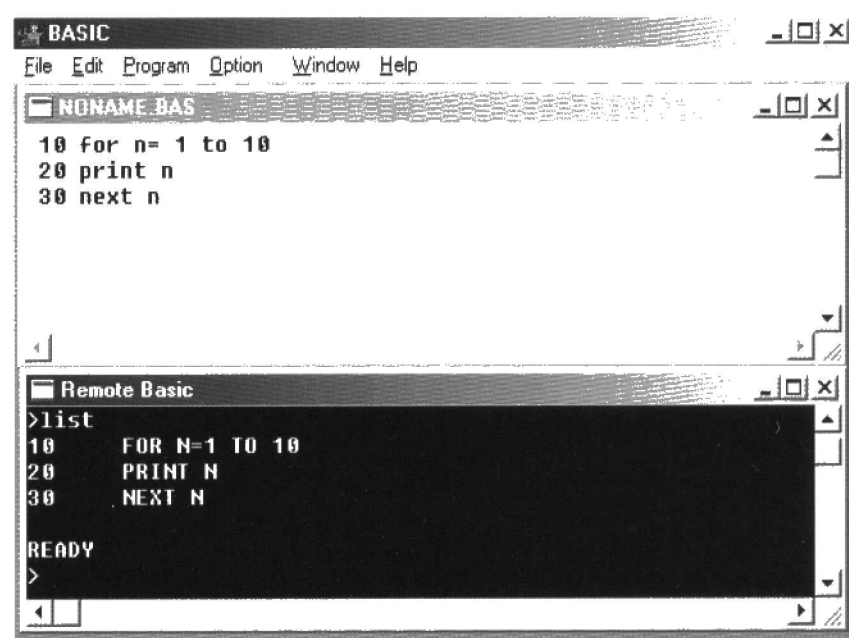 BASIC
File Edit Program Option Window Help
NONAME.BAS
10 for n= 1 to 10
20 print n
30 next n
Remote Basic
>list
10 FOR N=1 TO 10
20 PRINT N
30 NEXT N
READY
>